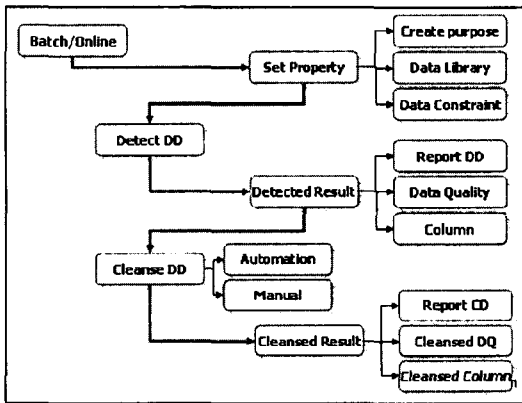 Batch/Online
Create purpose
Set Property
Data Library
Data Constraint
Detect DD
Report DD
Detected Result
Data Quality
Column
Cleanse DD
Automation
Manual
Report CD
Cleansed Result
Cleansed DQ
Cleansed Column